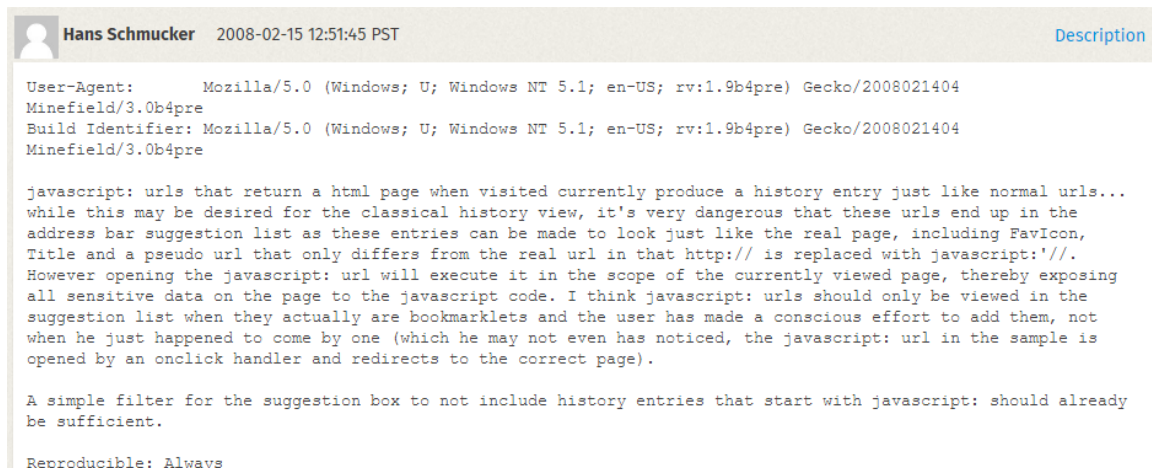 Hans Schmucker 2008-02-15 12:51:45 PST Description
User-Agent: Mozilla/5.0 (Windows; U; Windows NT 5.1; en-US; rv:1.9b4pre) Gecko/2008021404
Minefield/3.0b4pre
Build Identifier: Mozilla/5.0 (Windows; U; Windows NT 5.1; en-US; rv:1.9b4pre) Gecko/2008021404
Minefield/3.0b4pre
javascript: urls that return a html page when visited currently produce a history entry just like normal urls...
while this may be desired for the classical history view, it's very dangerous that these urls end up in the
address bar suggestion list as these entries can be made to look just like the real page, including FavIcon,
Title and a pseudo url that only differs from the real url in that http:// is replaced with javascript:'//.
However opening the javascript: url will execute it in the scope of the currently viewed page, thereby exposing
all sensitive data on the page to the javascript code. I think javascript: urls should only be viewed in the
suggestion list when they actually are bookmarklets and the user has made a conscious effort to add them, not
when he just happened to come by one (which he may not even has noticed, the javascript: url in the sample is
opened by an onclick handler and redirects to the correct page).
A simple filter for the suggestion box to not include history entries that start with javascript: should already
be sufficient.
Reproducible: Always